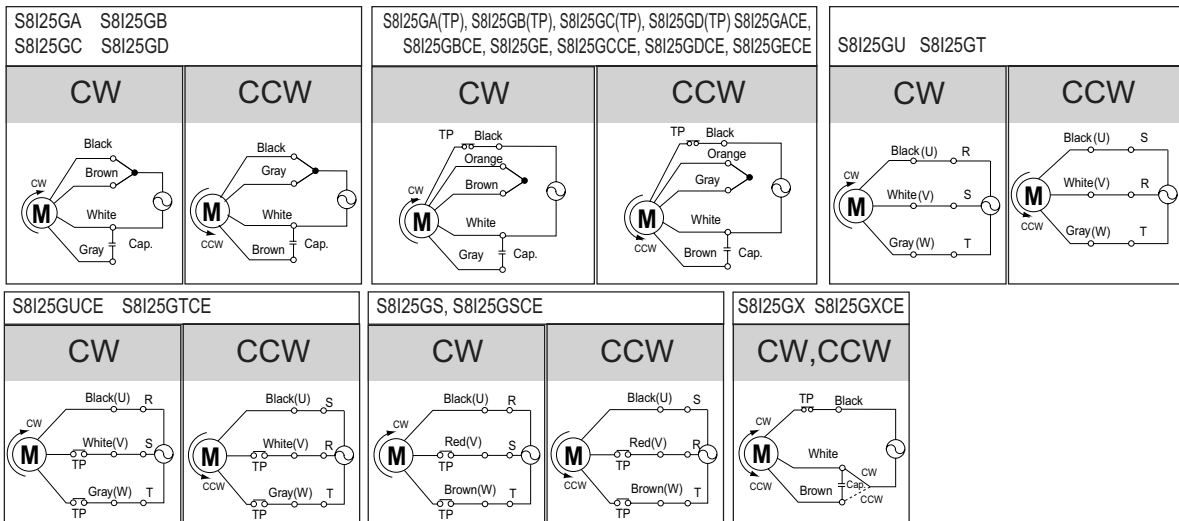 S8I25GA S8I25GB
S8I25GC S8I25GD
CW
CCW
Black
Brown
CW
M
White
Gray
Cap.
Black
Gray
M
White
CCW
Brown
Cap.
S8I25GA(TP), S8I25GB(TP), S8I25GC(TP), S8I25GD(TP) S8I25GACE,
S8I25GBCE, S8I25GE, S8I25GCCE, S8I25GDCE, S8I25GECE
CW
CCW
TP Black
Orange
CW
Brown
M
White
Gray
Cap.
TP Black
Orange
Gray
M
White
CCW
Brown
Cap.
S8I25GU S8I25GT
CW
CCW
Black(U) R
CW
White(V) S
M
Gray(W) T
Black(U) S
White(V) R
M
CCW
Gray(W) T
S8I25GUCE S8I25GTCE
CW
CCW
Black(U) R
CW
White(V) S
M
TP
Gray(W) T
TP
Black(U) S
White(V) R
M
TP
CCW
Gray(W) T
TP
S8I25GS, S8I25GSCE
CW
CCW
Black(U) R
CW
Red(V) S
M
TP
Brown(W) T
TP
Black(U) S
Red(V) R
M
TP
CCW
Brown(W) T
TP
S8I25GX S8I25GXCE
CW,CCW
TP Black
CW
M
White
CW
Cap.
Brown
CCW